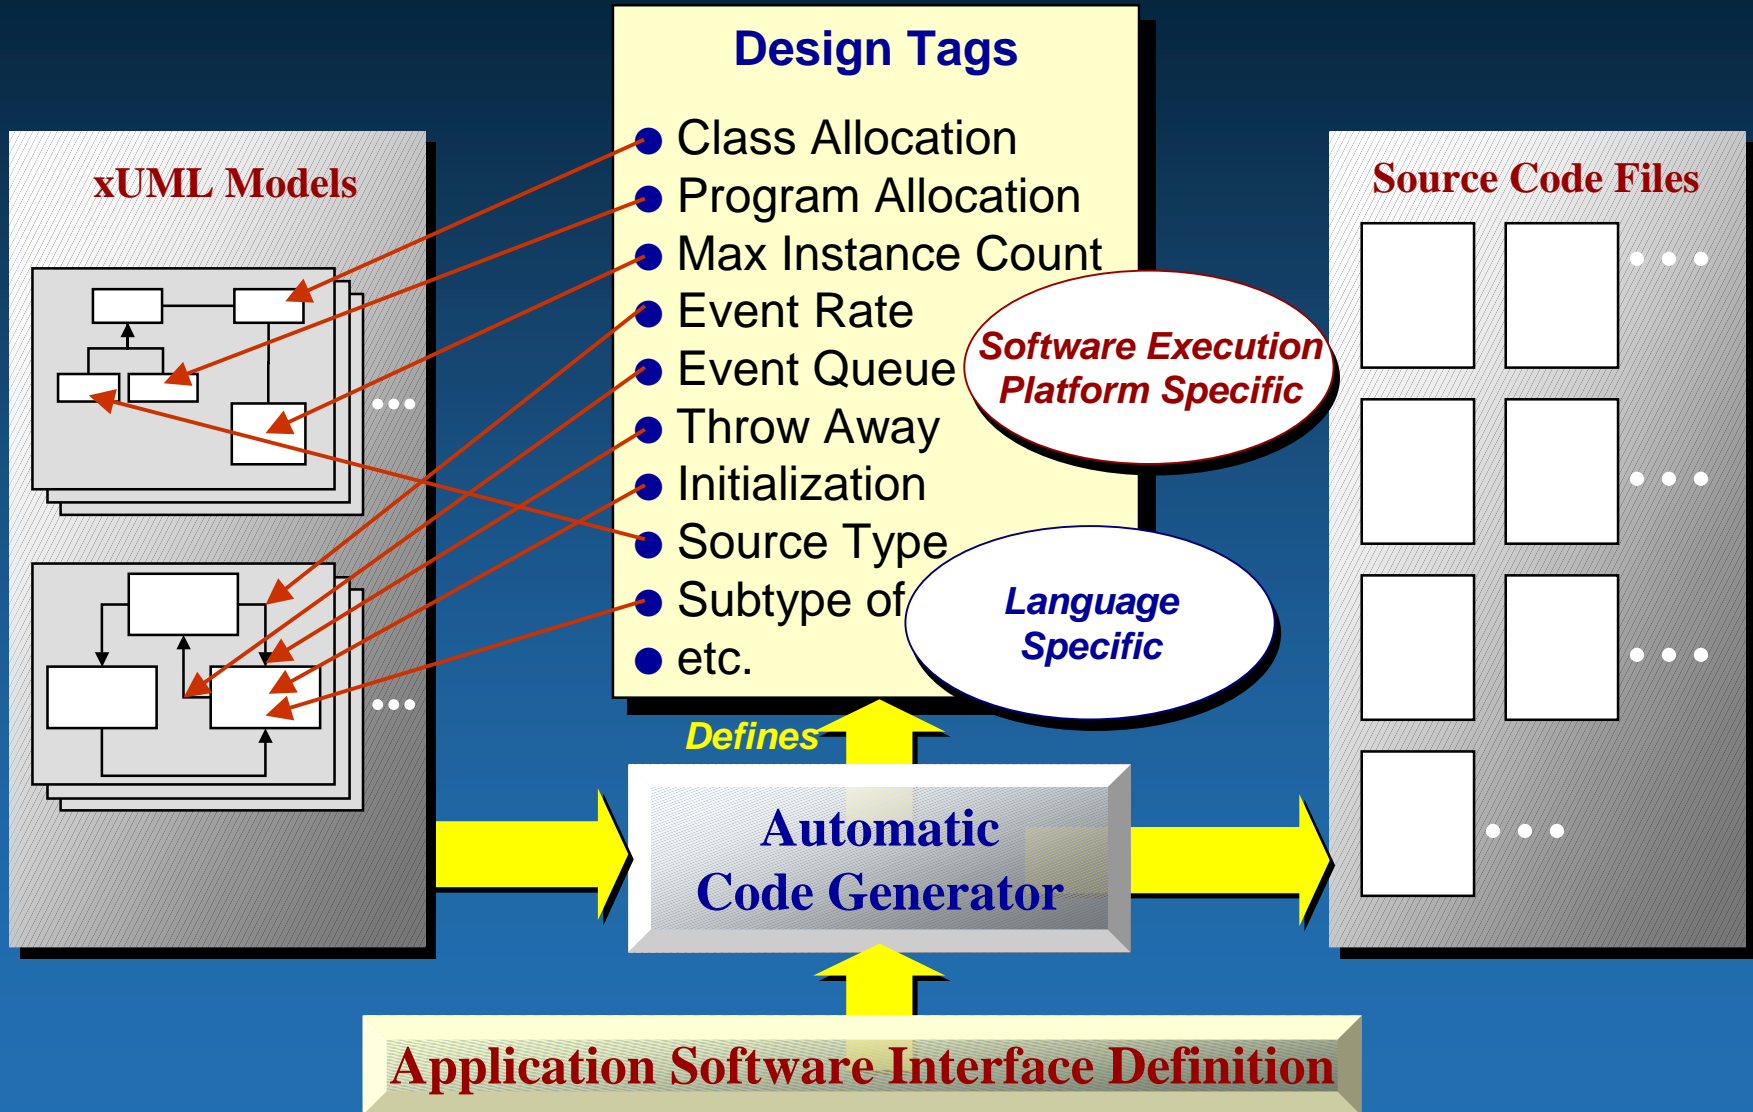 Design Tags
Class Allocation
Program Allocation
Max Instance Count
Event Rate
Event Queue
Throw Away
Initialization
Source Type
Subtype of
etc.
xUML Models
Software Execution
Platform Specific
Language
Specific
Source Code Files
Defines
Automatic
Code Generator
Application Software Interface Definition